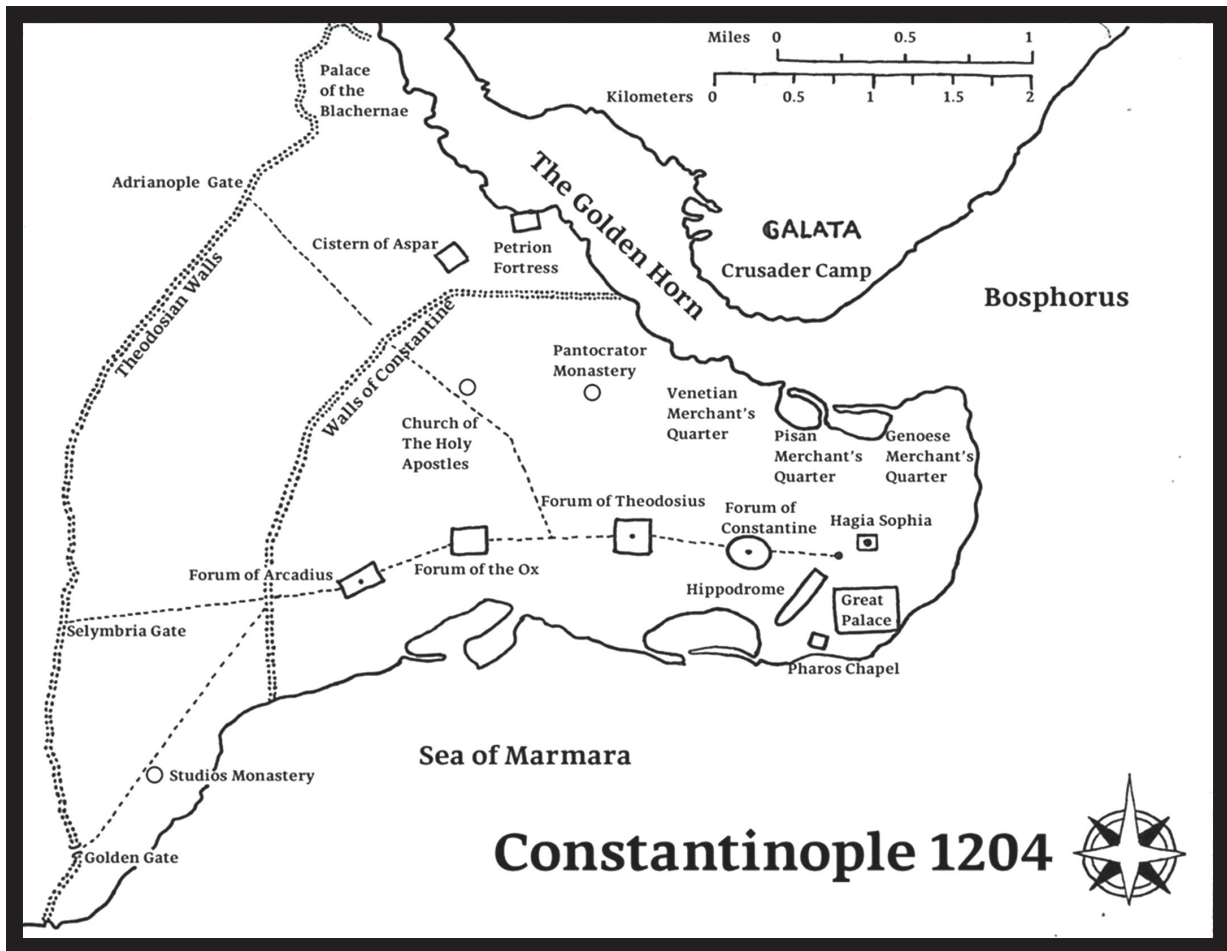 Miles 0 0.5 1
Kilometers 0 0.5 1 1.5 2
Palace
of the
Blachernae
Adrianople Gate
The Golden Horn
GALATA
Crusader Camp
Bosphorus
Cistern of Aspar
Petrion
Fortress
Theodosian Walls
Walls of Constantine
Pantocrator
Monastery
Venetian
Merchant's
Quarter
Church of
The Holy
Apostles
Pisan
Merchant's
Quarter
Genoese
Merchant's
Quarter
Forum of Theodosius
Forum of
Constantine
Hagia Sophia
Forum of Arcadius
Forum of the Ox
Hippodrome
Great
Palace
Selymbria Gate
Pharos Chapel
Sea of Marmara
Studios Monastery
Golden Gate
Constantinople 1204